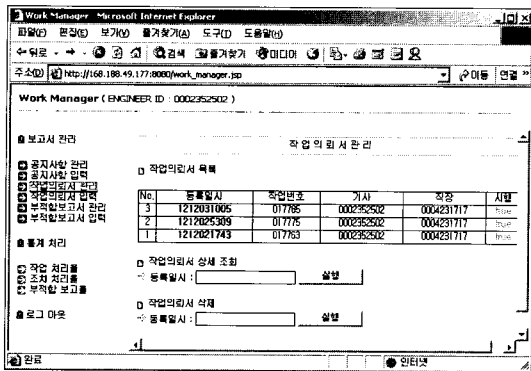 Work Manager - Microsoft Internet Explorer
파일(F) 편집(E) 보기(V) 즐겨찾기(A) 도구(T) 도움말(H)
뒤로 검색 즐겨찾기 미디어
주소(D) http://168.188.49.177:8080/work_manager.jsp 이동 연결 »
Work Manager ( ENGINEER ID : 0002352502 )
보고서 관리
작업의뢰서관리
공지사항 관리
공지사항 입력
작업의뢰서 관리
작업의뢰서 입력
부적합보고서 관리
부적합보고서 입력
통계 처리
작업 처리율
조치 처리율
부적합 보고율
로그 아웃
작업의뢰서 목록
No. 등록일시 작업번호 기사 직장 시행
3 1212031005 017785 0002352502 0004231717 true
2 1212025309 017775 0002352502 0004231717 true
1 1212021743 017763 0002352502 0004231717 true
작업의뢰서 상세 조회
등록일시 : 실행
작업의뢰서 삭제
등록일시 : 실행
완료 인터넷